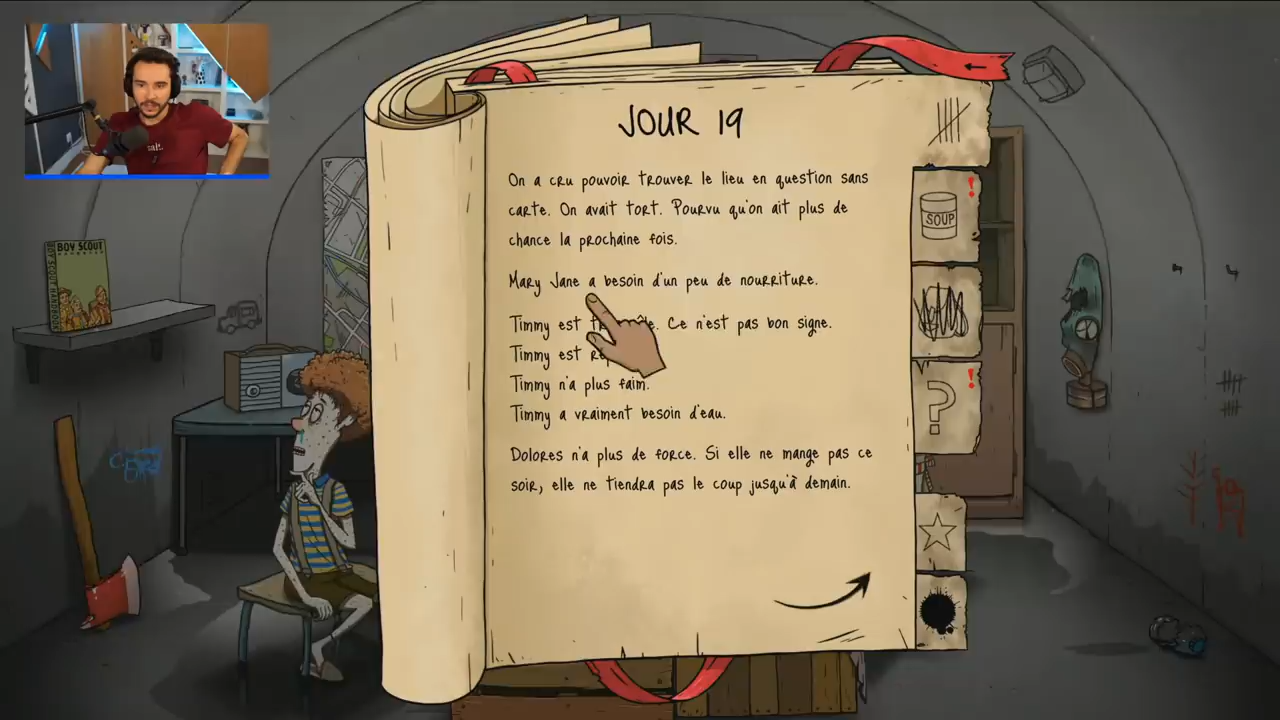 JOUR 19
On a cru pouvoir trouver le lieu en question sans
carte. On avait tort. Pourvu qu'on ait plus de
chance la prochaine fois.
Mary Jane a besoin d'un peu de nourriture.
Timmy est Ce n'est pas bon signe.
Timmy est
Timmy n'a plus faim.
Timmy a vraiment besoin d'eau.
Dolores n'a plus de force. Si elle ne mange pas ce
soir, elle ne tiendra pas le coup jusqu'à demain.
SOUP
!
?
!
BOY SCOUT